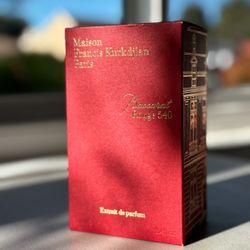 Maison
Francis Kurkdjian
Paris
Baccarat
Rouge 540
Extrait de parfum